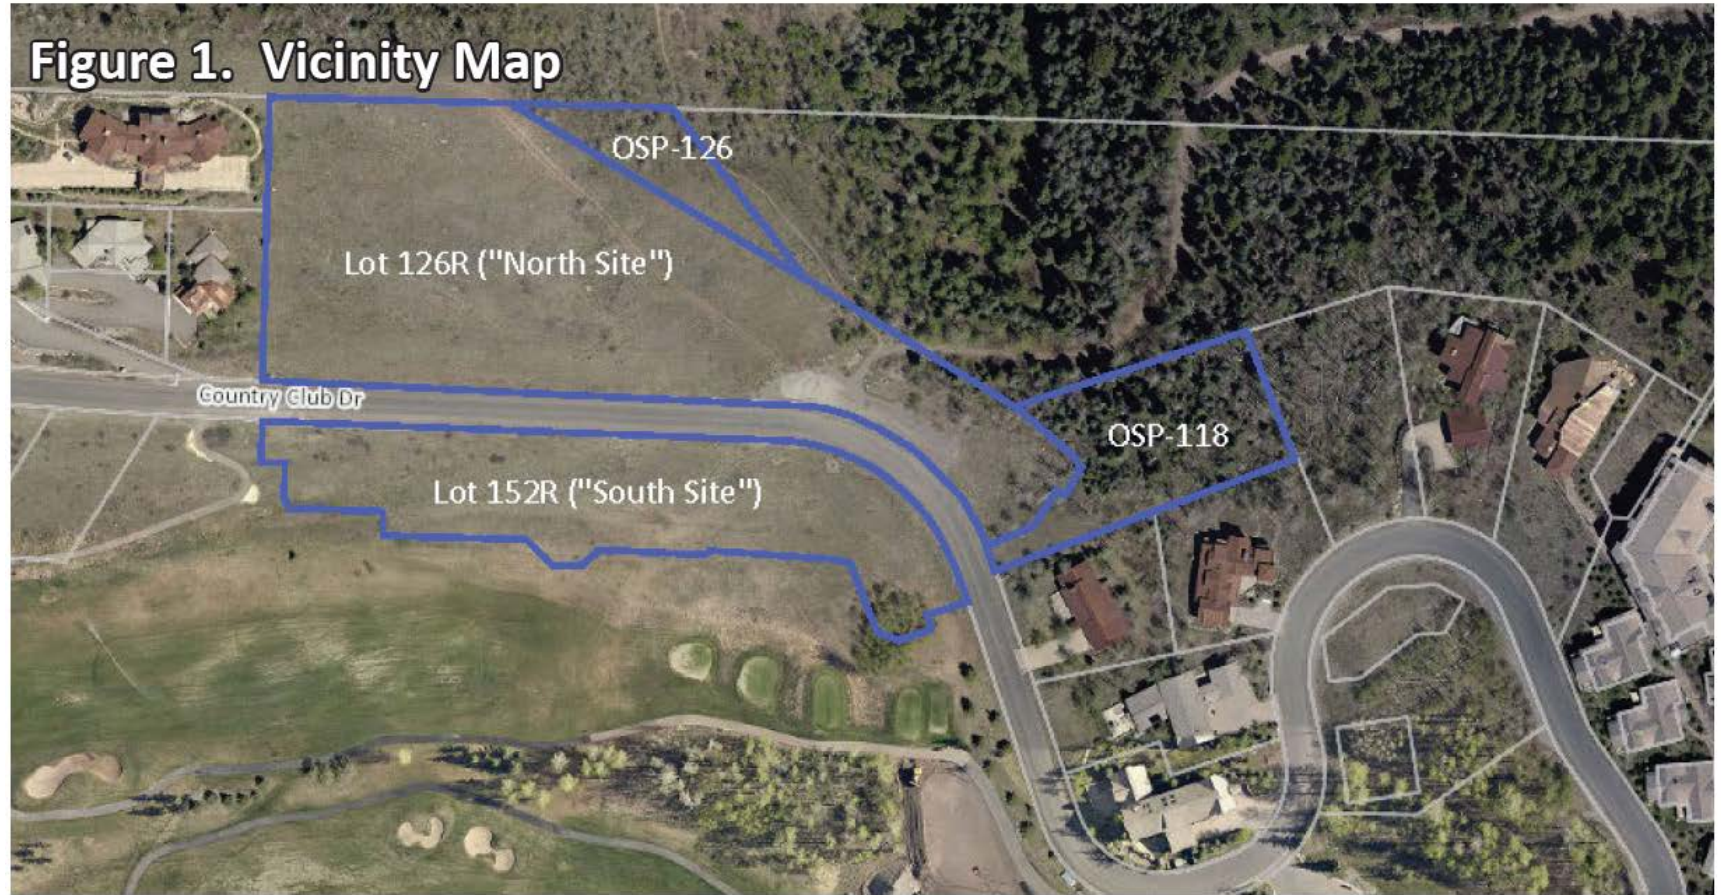 Figure 1.  Vicinity Map
OSP-126
Lot 126R ("North Site")
Country Club Dr
OSP-118
Lot 152R ("South Site")